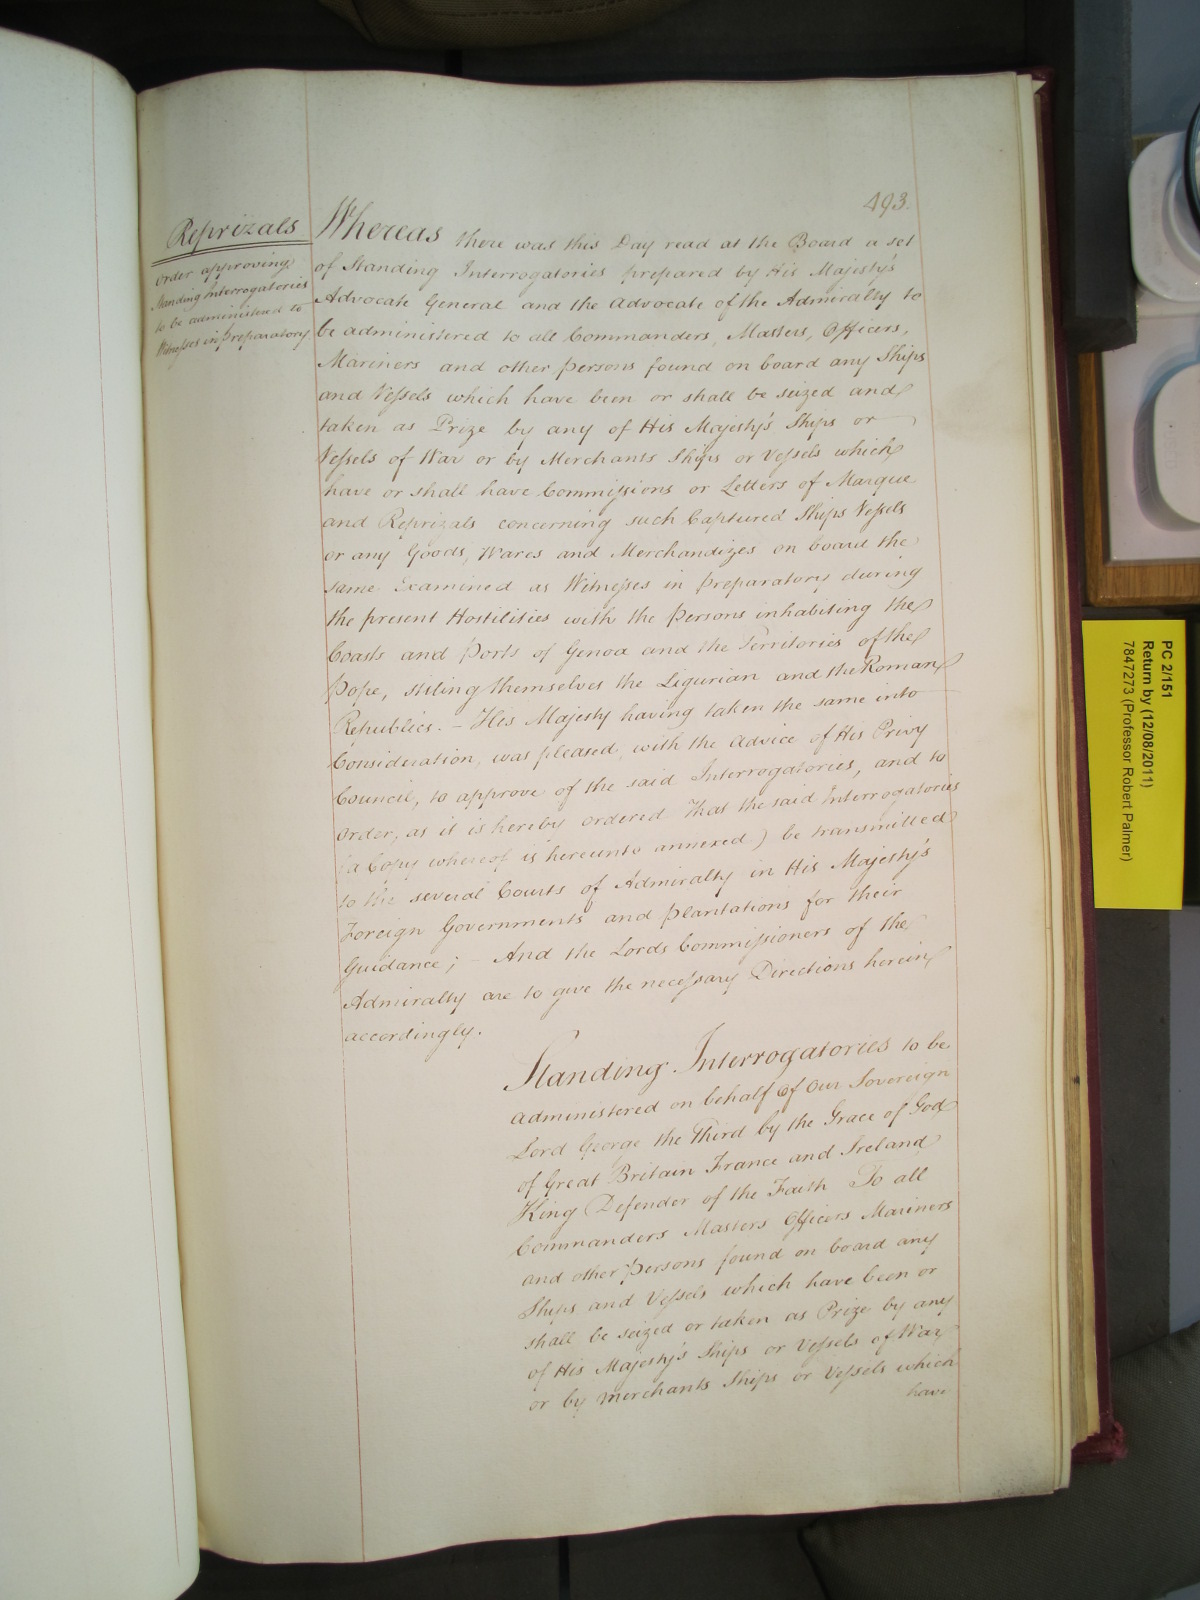 493.
Reprizals
Order approving
Standing Interrogatories
to be administered to
Witnesses in preparatory
Whereas there was this Day read at the Board a set
of Standing Interrogatories prepared by His Majesty's
Advocate General and the Advocate of the Admiralty to
be administered to all Commanders, Masters, Officers,
Mariners and other persons found on board any Ships
and Vessels which have been or shall be seized and
taken as Prize by any of His Majesty's Ships or
Vessels of War or by Merchants Ships or Vessels which
have or shall have Commissions or Letters of Marque
and Reprizals concerning such Captured Ships Vessels
or any Goods, Wares and Merchandizes on board the
same Examined as Witnesses in preparatory during
the present Hostilities with the Persons inhabiting the
Coasts and Ports of Genoa and the Territories of the
Pope, stiling themselves the Ligurian and the Roman
Republics. - His Majesty having taken the same into
Consideration, was pleased, with the Advice of His Privy
Council, to approve of the said Interrogatories, and to
Order, as it is hereby ordered That the said Interrogatories
(a Copy whereof is hereunto annexed) be transmitted
to the several Courts of Admiralty in His Majesty's
Foreign Governments and plantations for their
Guidance; - And the Lords Commissioners of the
Admiralty are to give the necessary Directions herein
accordingly.
Standing Interrogatories to be
administered on behalf of Our Sovereign
Lord George the Third by the Grace of God
of Great Britain France and Ireland
King Defender of the Faith To all
Commanders Masters Officers Mariners
and other Persons found on board any
Ships and Vessels which have been or
shall be seized or taken as Prize by any
of His Majesty's Ships or Vessels of War
or by merchants Ships or Vessels which
have
PC 2/151
Return by (12/08/2011)
7847273 (Professor Robert Palmer)